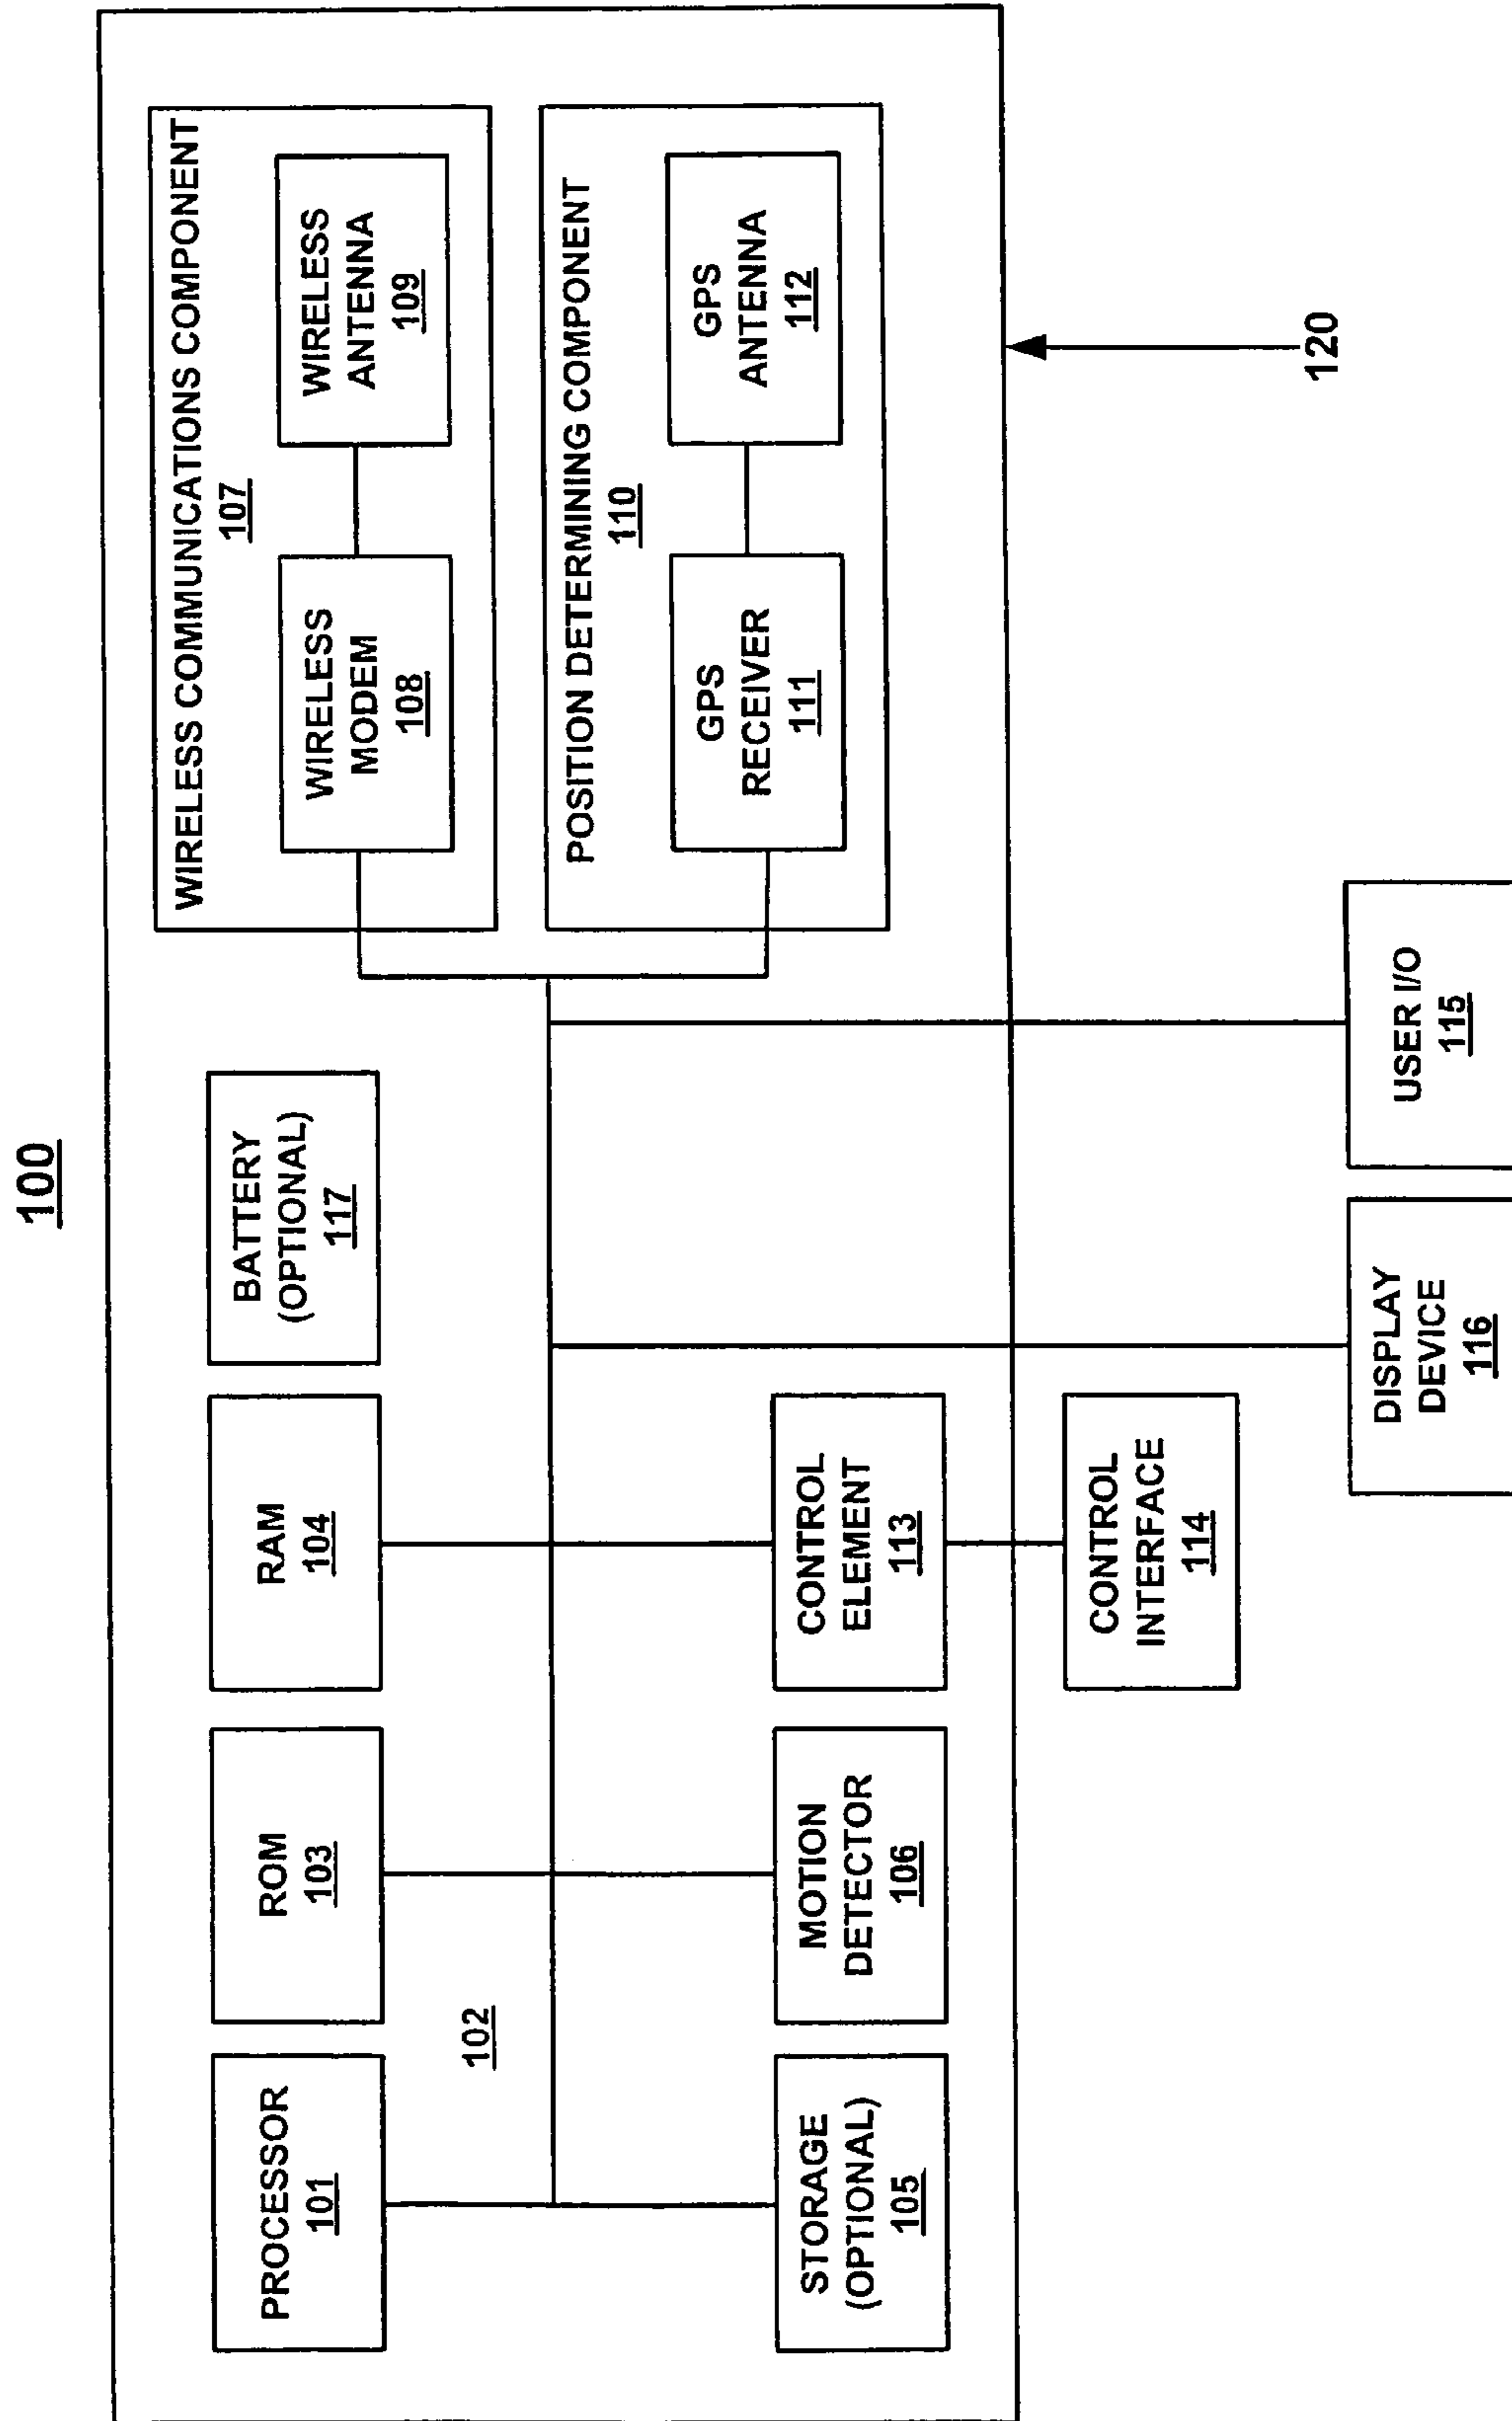 100
PROCESSOR
101
ROM
103
RAM
104
BATTERY
(OPTIONAL)
117
WIRELESS COMMUNICATIONS COMPONENT
107
WIRELESS
MODEM
108
WIRELESS
ANTENNA
109
102
POSITION DETERMINING COMPONENT
110
GPS
RECEIVER
111
GPS
ANTENNA
112
STORAGE
(OPTIONAL)
105
MOTION
DETECTOR
106
CONTROL
ELEMENT
113
CONTROL
INTERFACE
114
120
DISPLAY
DEVICE
116
USER I/O
115